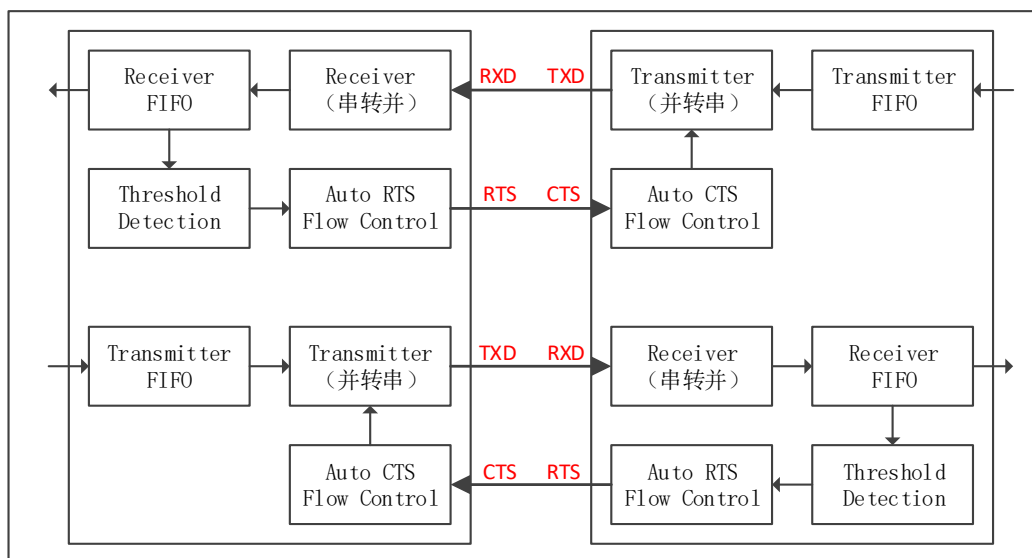 Receiver
FIFO
Receiver
（串转并）
RXD
TXD
Transmitter
（并转串）
Transmitter
FIFO
Threshold
Detection
Auto RTS
Flow Control
RTS
CTS
Auto CTS
Flow Control
Transmitter
FIFO
Transmitter
（并转串）
TXD
RXD
Receiver
（串转并）
Receiver
FIFO
Auto CTS
Flow Control
CTS
RTS
Auto RTS
Flow Control
Threshold
Detection